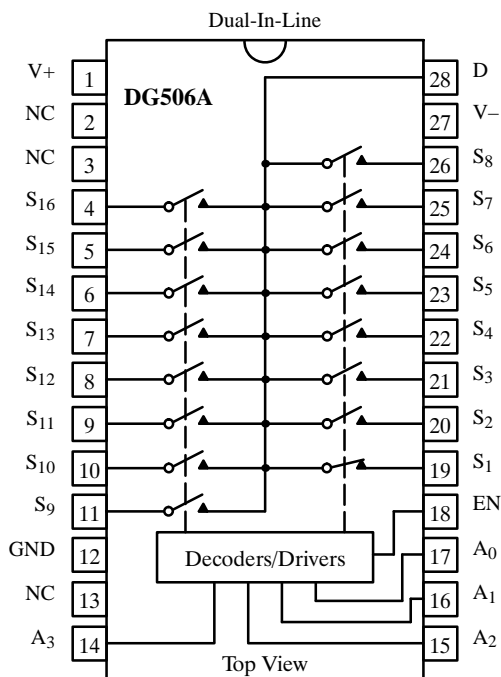 Dual-In-Line
V+ 1 DG506A 28 D
NC 2 27 V–
NC 3 26 S8
S16 4 25 S7
S15 5 24 S6
S14 6 23 S5
S13 7 22 S4
S12 8 21 S3
S11 9 20 S2
S10 10 19 S1
S9 11 18 EN
GND 12 Decoders/Drivers 17 A0
NC 13 16 A1
A3 14 15 A2
Top View